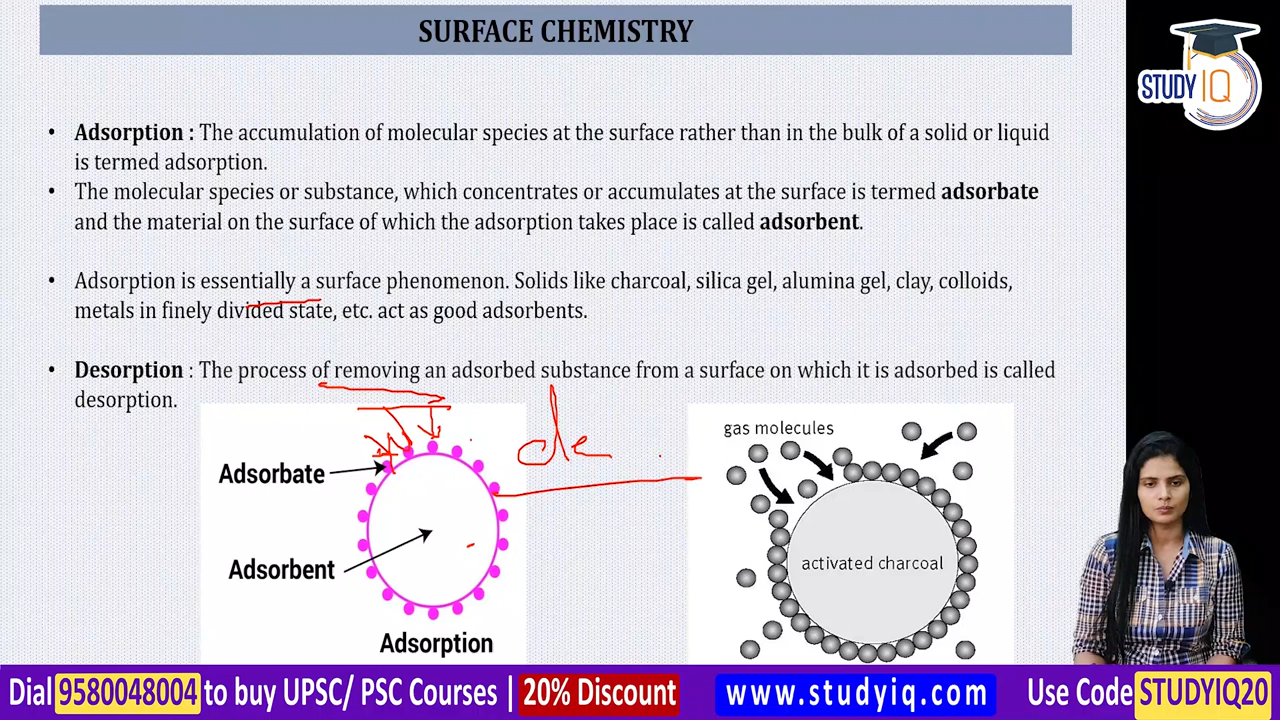 SURFACE CHEMISTRY
STUDY IQ
• Adsorption : The accumulation of molecular species at the surface rather than in the bulk of a solid or liquid
is termed adsorption.
• The molecular species or substance, which concentrates or accumulates at the surface is termed adsorbate
and the material on the surface of which the adsorption takes place is called adsorbent.
Adsorption is essentially a surface phenomenon. Solids like charcoal, silica gel, alumina gel, clay, colloids,
metals in finely divided state, etc. act as good adsorbents.
• Desorption : The process of removing an adsorbed substance from a surface on which it is adsorbed is called
desorption.
de
Adsorbate
Adsorbent
Adsorption
gas molecules
activated charcoal
Dial 9580048004 to buy UPSC/ PSC Courses | 20% Discount www.studyiq.com Use Code STUDYIQ20